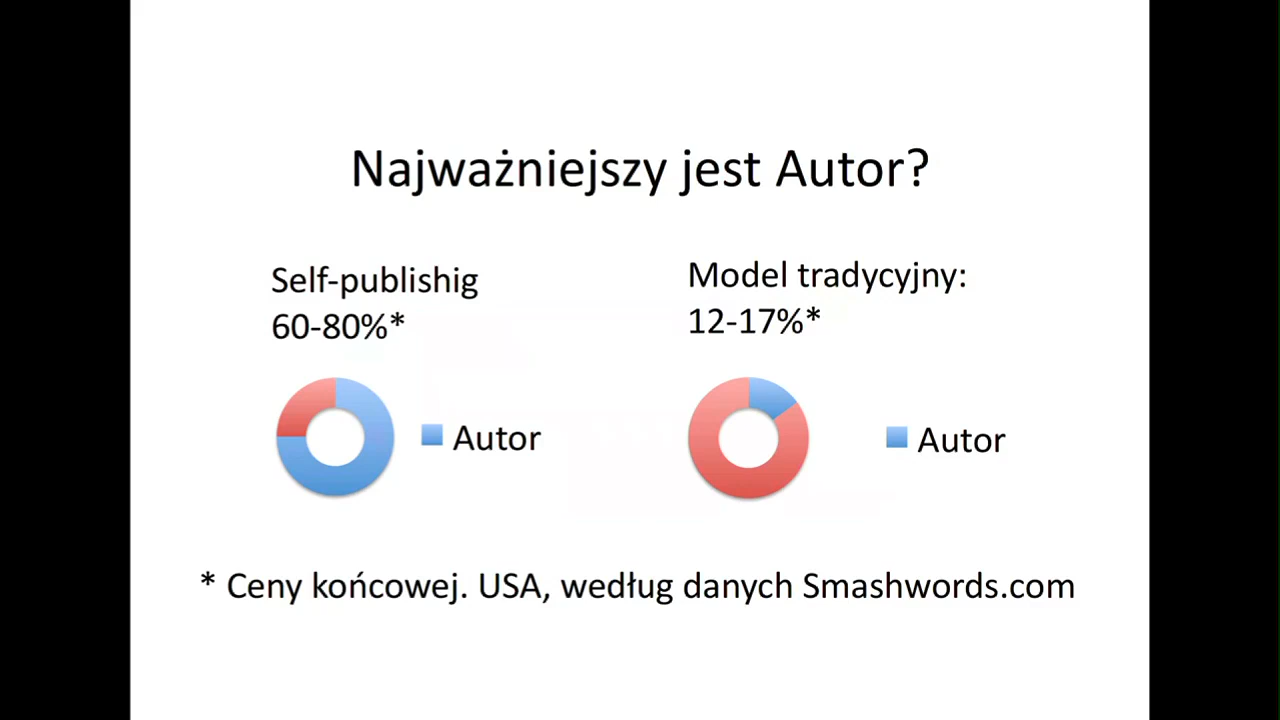 Najważniejszy jest Autor?
Self-publishig
60-80%*
Autor
Model tradycyjny:
12-17%*
Autor
* Ceny końcowej. USA, według danych Smashwords.com